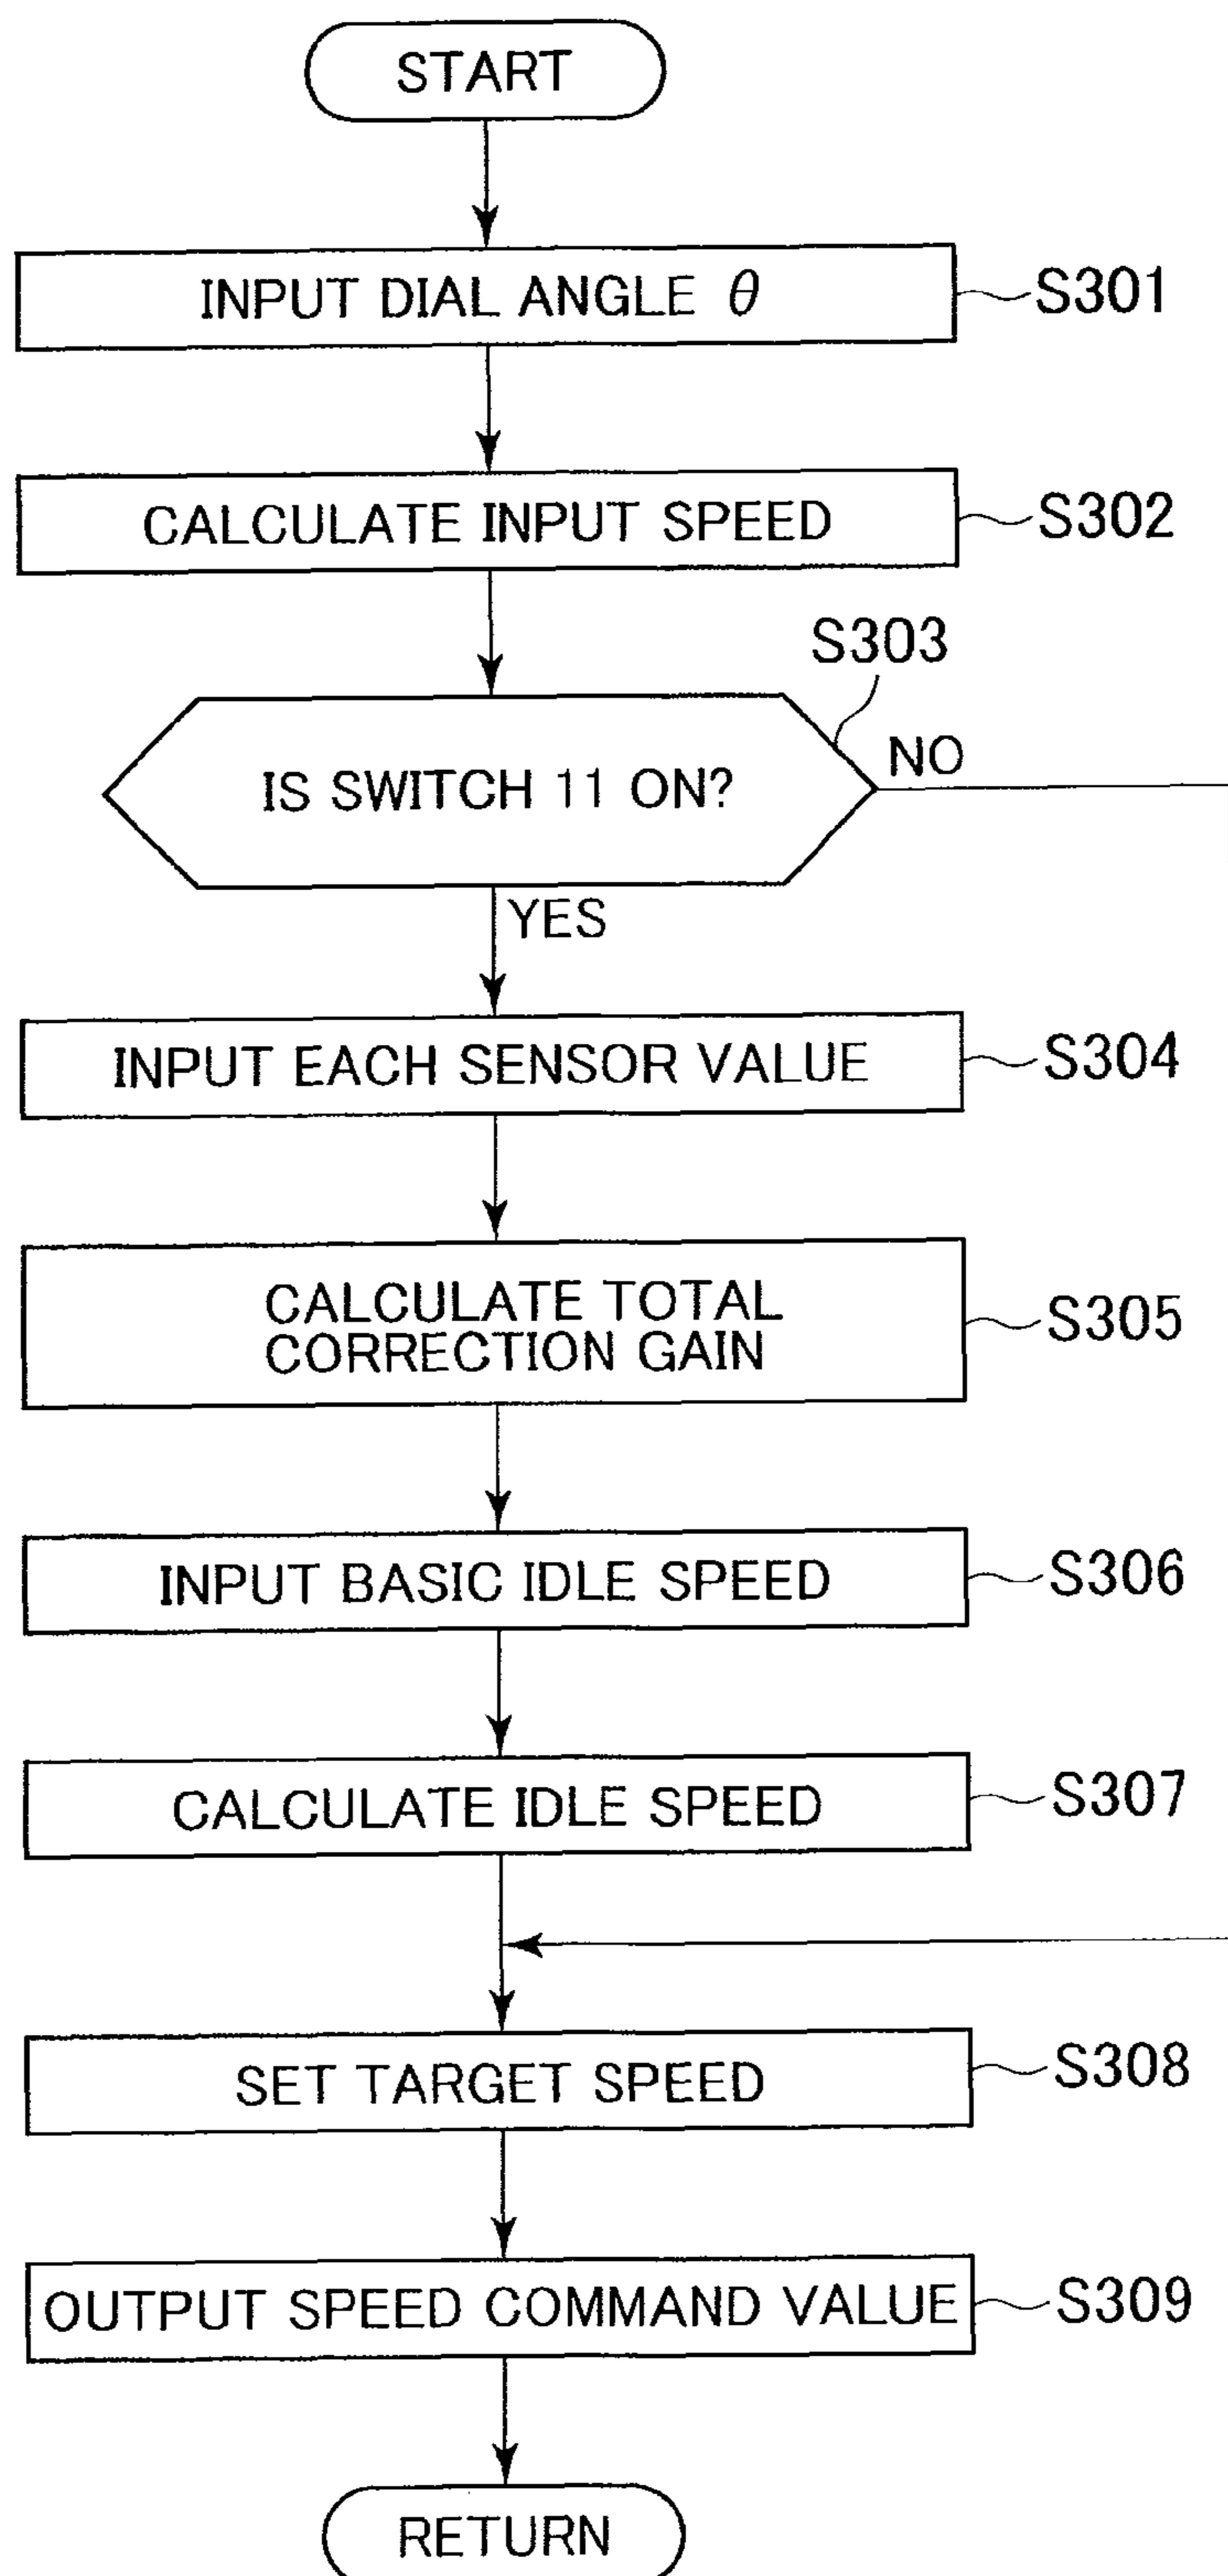 START
INPUT DIAL ANGLE θ
S301
CALCULATE INPUT SPEED
S302
S303
IS SWITCH 11 ON?
NO
YES
INPUT EACH SENSOR VALUE
S304
CALCULATE TOTAL
CORRECTION GAIN
S305
INPUT BASIC IDLE SPEED
S306
CALCULATE IDLE SPEED
S307
SET TARGET SPEED
S308
OUTPUT SPEED COMMAND VALUE
S309
RETURN